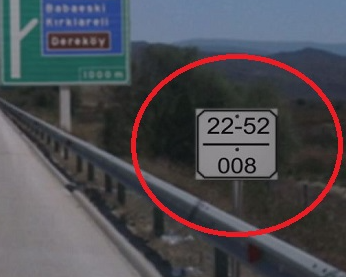 Babaeski
Kırklareli
Dereköy
1000 m
22-52
008